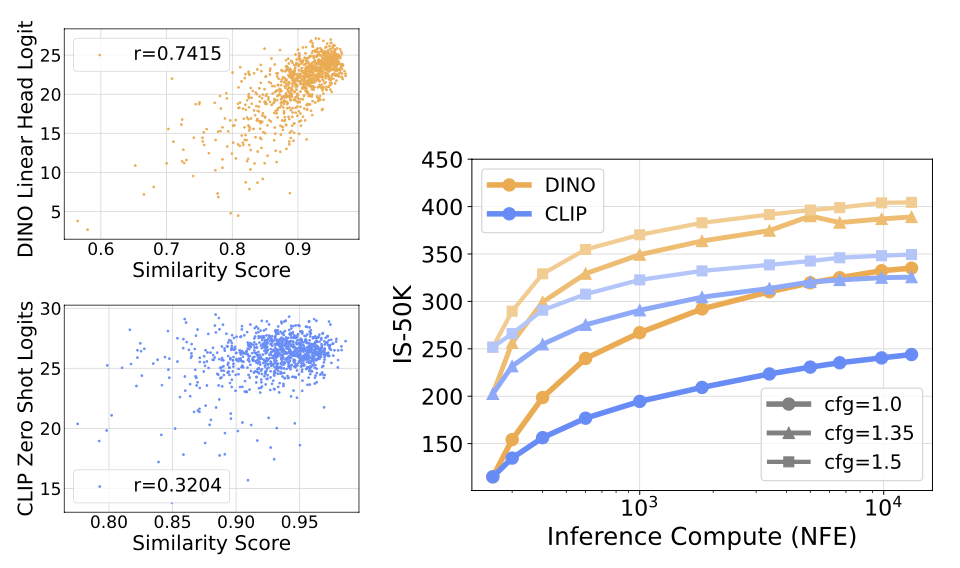 DINO Linear Head Logit
25
20
15
10
5
r=0.7415
0.6 0.7 0.8 0.9
Similarity Score
CLIP Zero Shot Logits
30
25
20
15
r=0.3204
0.80 0.85 0.90 0.95
Similarity Score
IS-50K
450
400
350
300
250
200
150
DINO
CLIP
cfg=1.0
cfg=1.35
cfg=1.5
10³ 10⁴
Inference Compute (NFE)